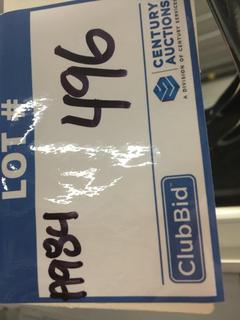 LOT #
496
A984
CENTURY
AUCTIONS
A DIVISION OF CENTURY SERVICES
ClubBid